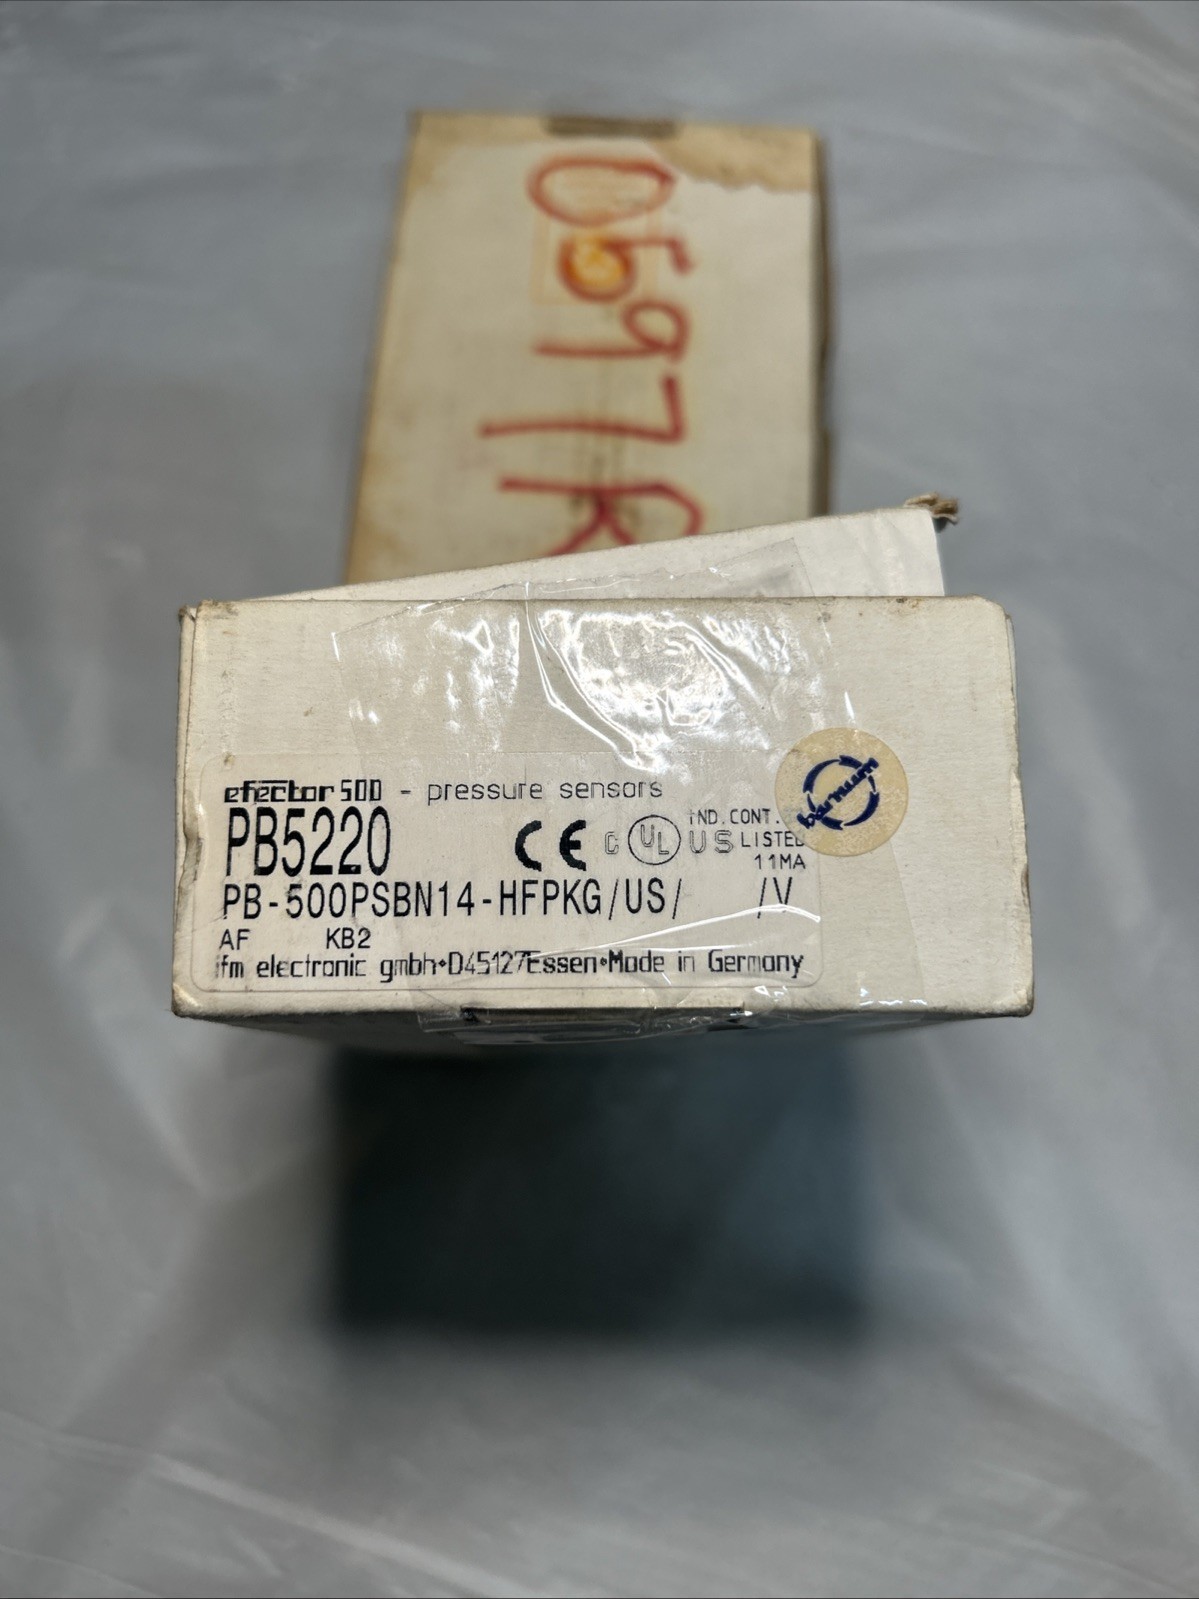 0597R
efector500 - pressure sensors
PB5220 CE C UL US IND.CONT. LISTED 11MA
PB-500PSBN14-HFPKG/US/ /V
AF KB2
ifm electronic gmbh•D45127Essen•Made in Germany
barnum